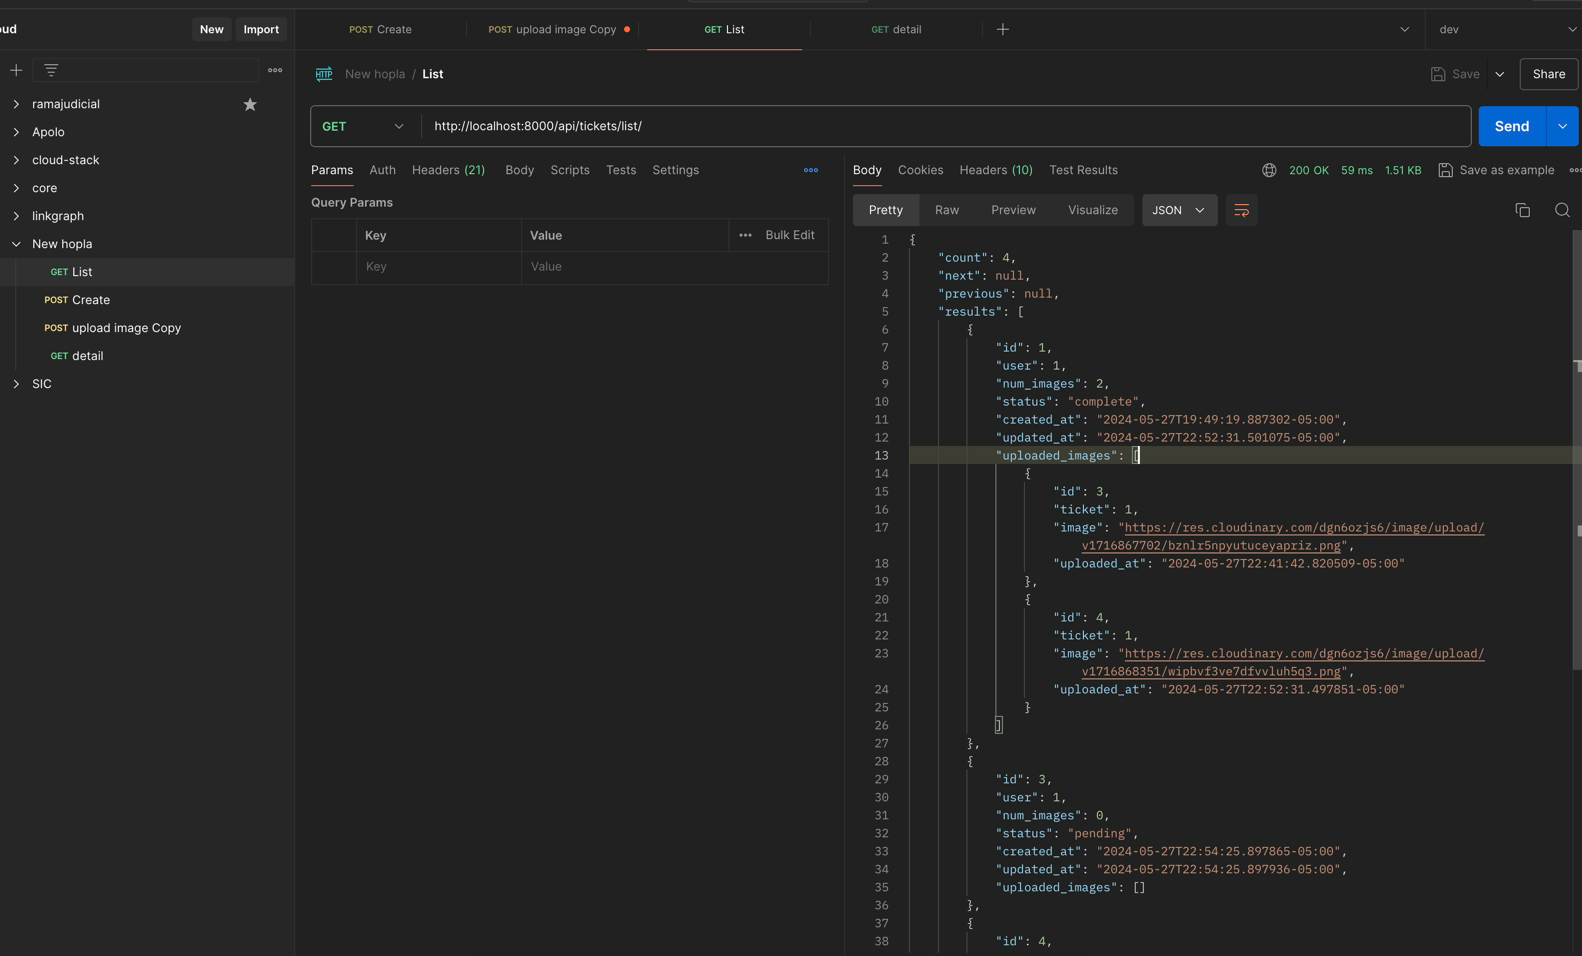 oud
New
Import
POST Create
POST upload image Copy
GET List
GET detail
dev
HTTP New hopla / List
Save
Share
ramajudicial
Apolo
cloud-stack
core
linkgraph
New hopla
GET List
POST Create
POST upload image Copy
GET detail
SIC
GET
http://localhost:8000/api/tickets/list/
Send
Params Auth Headers (21) Body Scripts Tests Settings
Query Params
Key Value Bulk Edit
Key Value
Body Cookies Headers (10) Test Results
200 OK 59 ms 1.51 KB Save as example
Pretty Raw Preview Visualize JSON
1 {
2 "count": 4,
3 "next": null,
4 "previous": null,
5 "results": [
6 {
7 "id": 1,
8 "user": 1,
9 "num_images": 2,
10 "status": "complete",
11 "created_at": "2024-05-27T19:49:19.887302-05:00",
12 "updated_at": "2024-05-27T22:52:31.501075-05:00",
13 "uploaded_images": [
14 {
15 "id": 3,
16 "ticket": 1,
17 "image": "https://res.cloudinary.com/dgn6ozjs6/image/upload/
v1716867702/bznlr5npyutuceyapriz.png",
18 "uploaded_at": "2024-05-27T22:41:42.820509-05:00"
19 },
20 {
21 "id": 4,
22 "ticket": 1,
23 "image": "https://res.cloudinary.com/dgn6ozjs6/image/upload/
v1716868351/wipbvf3ve7dfvvluh5q3.png",
24 "uploaded_at": "2024-05-27T22:52:31.497851-05:00"
25 }
26 ]
27 },
28 {
29 "id": 3,
30 "user": 1,
31 "num_images": 0,
32 "status": "pending",
33 "created_at": "2024-05-27T22:54:25.897865-05:00",
34 "updated_at": "2024-05-27T22:54:25.897936-05:00",
35 "uploaded_images": []
36 },
37 {
38 "id": 4,